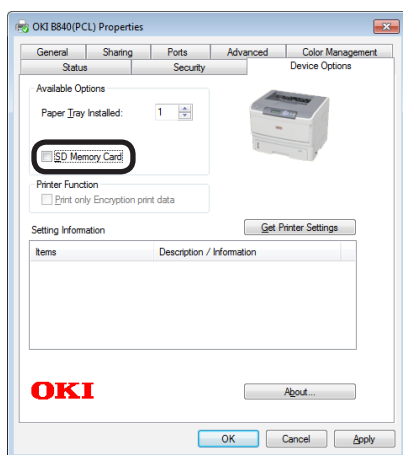 OKI B840(PCL) Properties
General Sharing Ports Advanced Color Management
Status Security Device Options
Available Options
Paper Tray Installed: 1
SD Memory Card
Printer Function
Print only Encryption print data
Setting Information Get Printer Settings
Items Description / Information
OKI About...
OK Cancel Apply